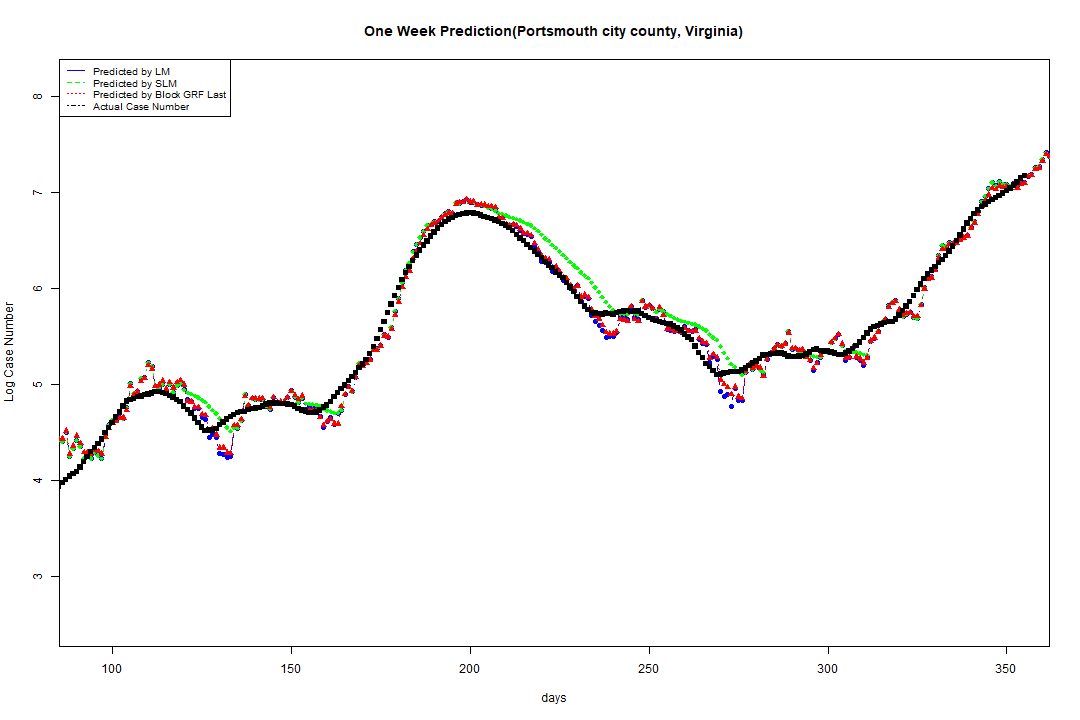 One Week Prediction(Portsmouth city county, Virginia)
Predicted by LM
Predicted by SLM
Predicted by Block GRF Last
Actual Case Number
8
7
6
5
4
3
Log Case Number
100 150 200 250 300 350
days